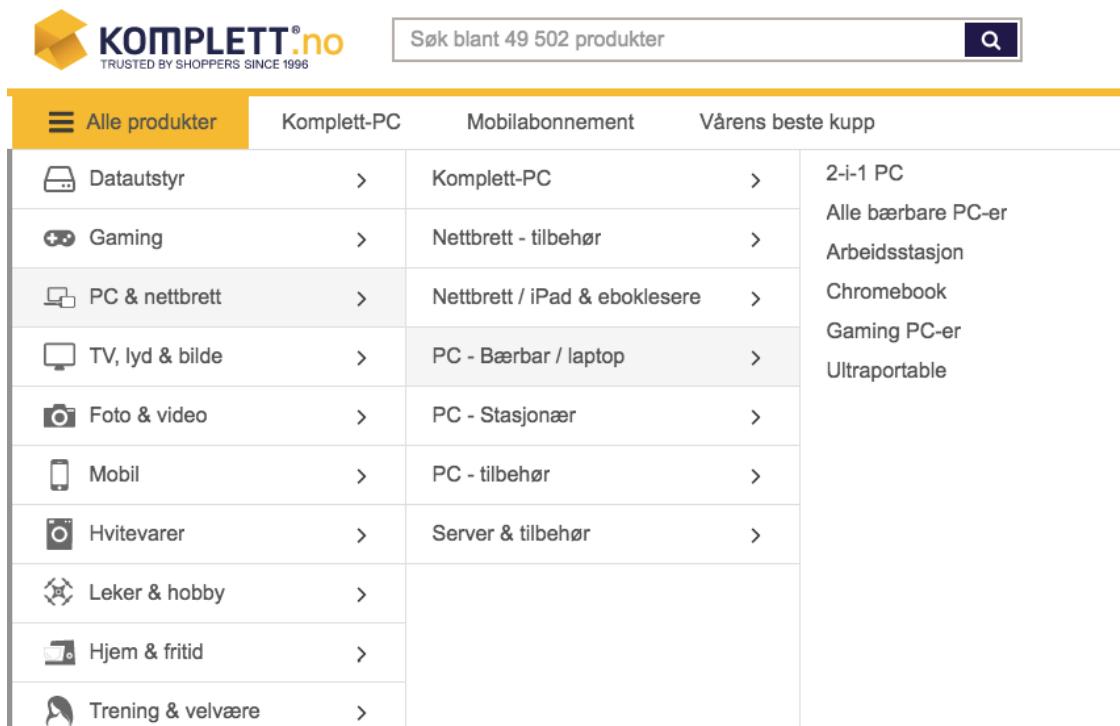 KOMPLETT®.no
TRUSTED BY SHOPPERS SINCE 1996
Søk blant 49 502 produkter
Alle produkter
Komplett-PC
Mobilabonnement
Vårens beste kupp
Datautstyr
Gaming
PC & nettbrett
TV, lyd & bilde
Foto & video
Mobil
Hvitevarer
Leker & hobby
Hjem & fritid
Trening & velvære
Komplett-PC
Nettbrett - tilbehør
Nettbrett / iPad & eboklesere
PC - Bærbar / laptop
PC - Stasjonær
PC - tilbehør
Server & tilbehør
2-i-1 PC
Alle bærbare PC-er
Arbeidsstasjon
Chromebook
Gaming PC-er
Ultraportable